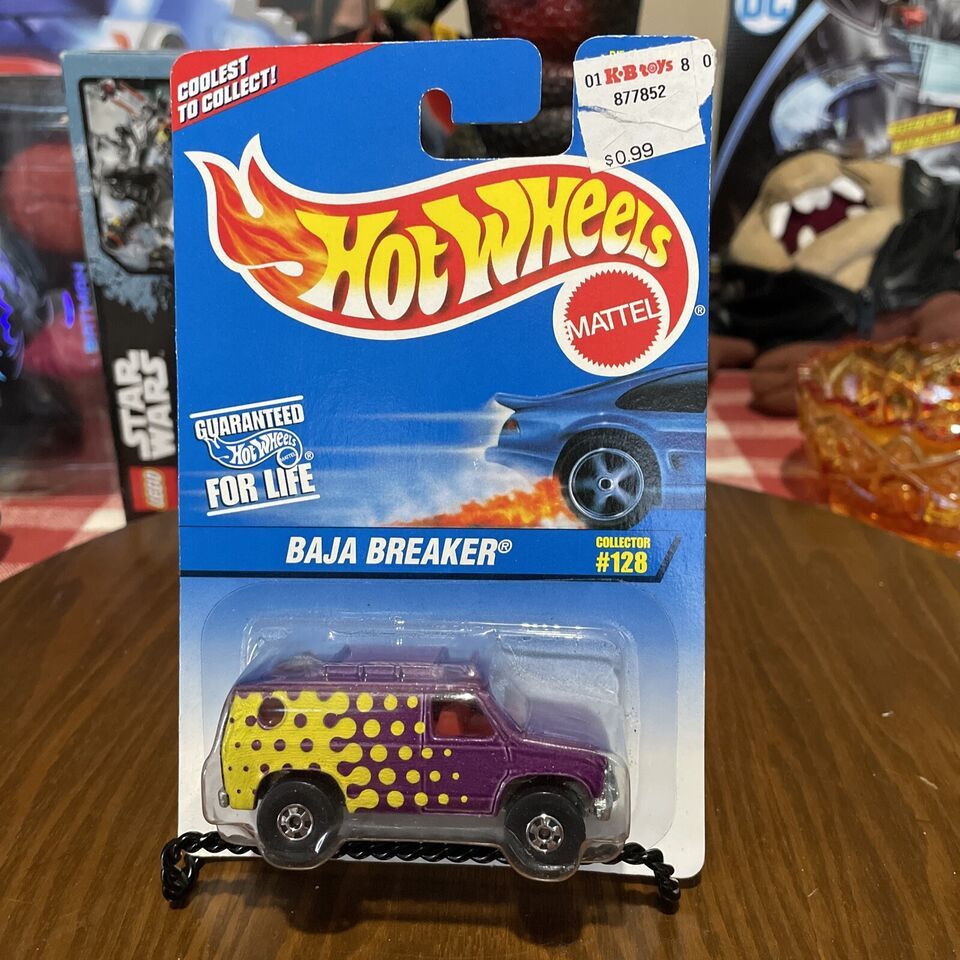 COOLEST
TO COLLECT!
01 K·B toys 8 0
877852
$0.99
DC
HOT WHEELS
MATTEL
®
GUARANTEED
HOT WHEELS
MATTEL
®
FOR LIFE
BAJA BREAKER®
COLLECTOR
#128
STAR
WARS
LEGO